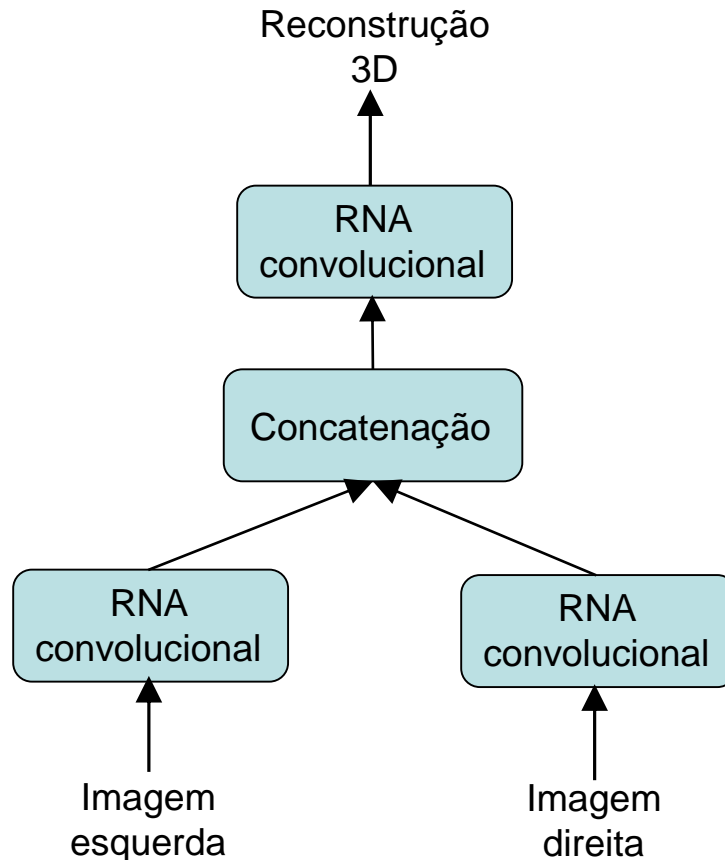 Reconstrução
3D
RNA
convolucional
Concatenação
RNA
convolucional
RNA
convolucional
Imagem
esquerda
Imagem
direita